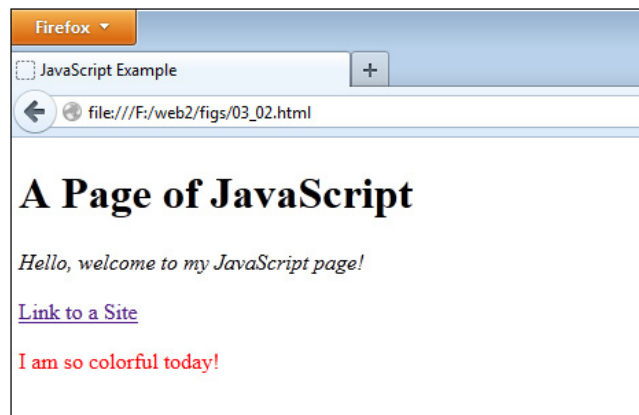 Firefox
JavaScript Example
file:///F:/web2/figs/03_02.html
A Page of JavaScript
Hello, welcome to my JavaScript page!
Link to a Site
I am so colorful today!